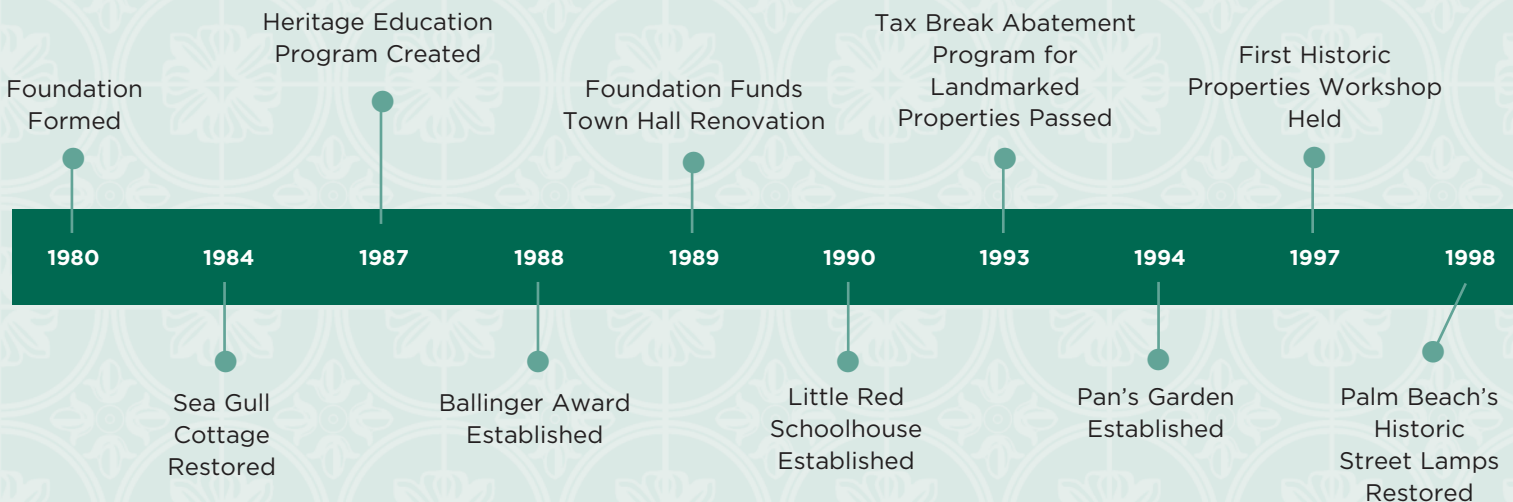 Foundation
Formed
Heritage Education
Program Created
Foundation Funds
Town Hall Renovation
Tax Break Abatement
Program for
Landmarked
Properties Passed
First Historic
Properties Workshop
Held
1980
1984
1987
1988
1989
1990
1993
1994
1997
1998
Sea Gull
Cottage
Restored
Ballinger Award
Established
Little Red
Schoolhouse
Established
Pan's Garden
Established
Palm Beach's
Historic
Street Lamps
Restored